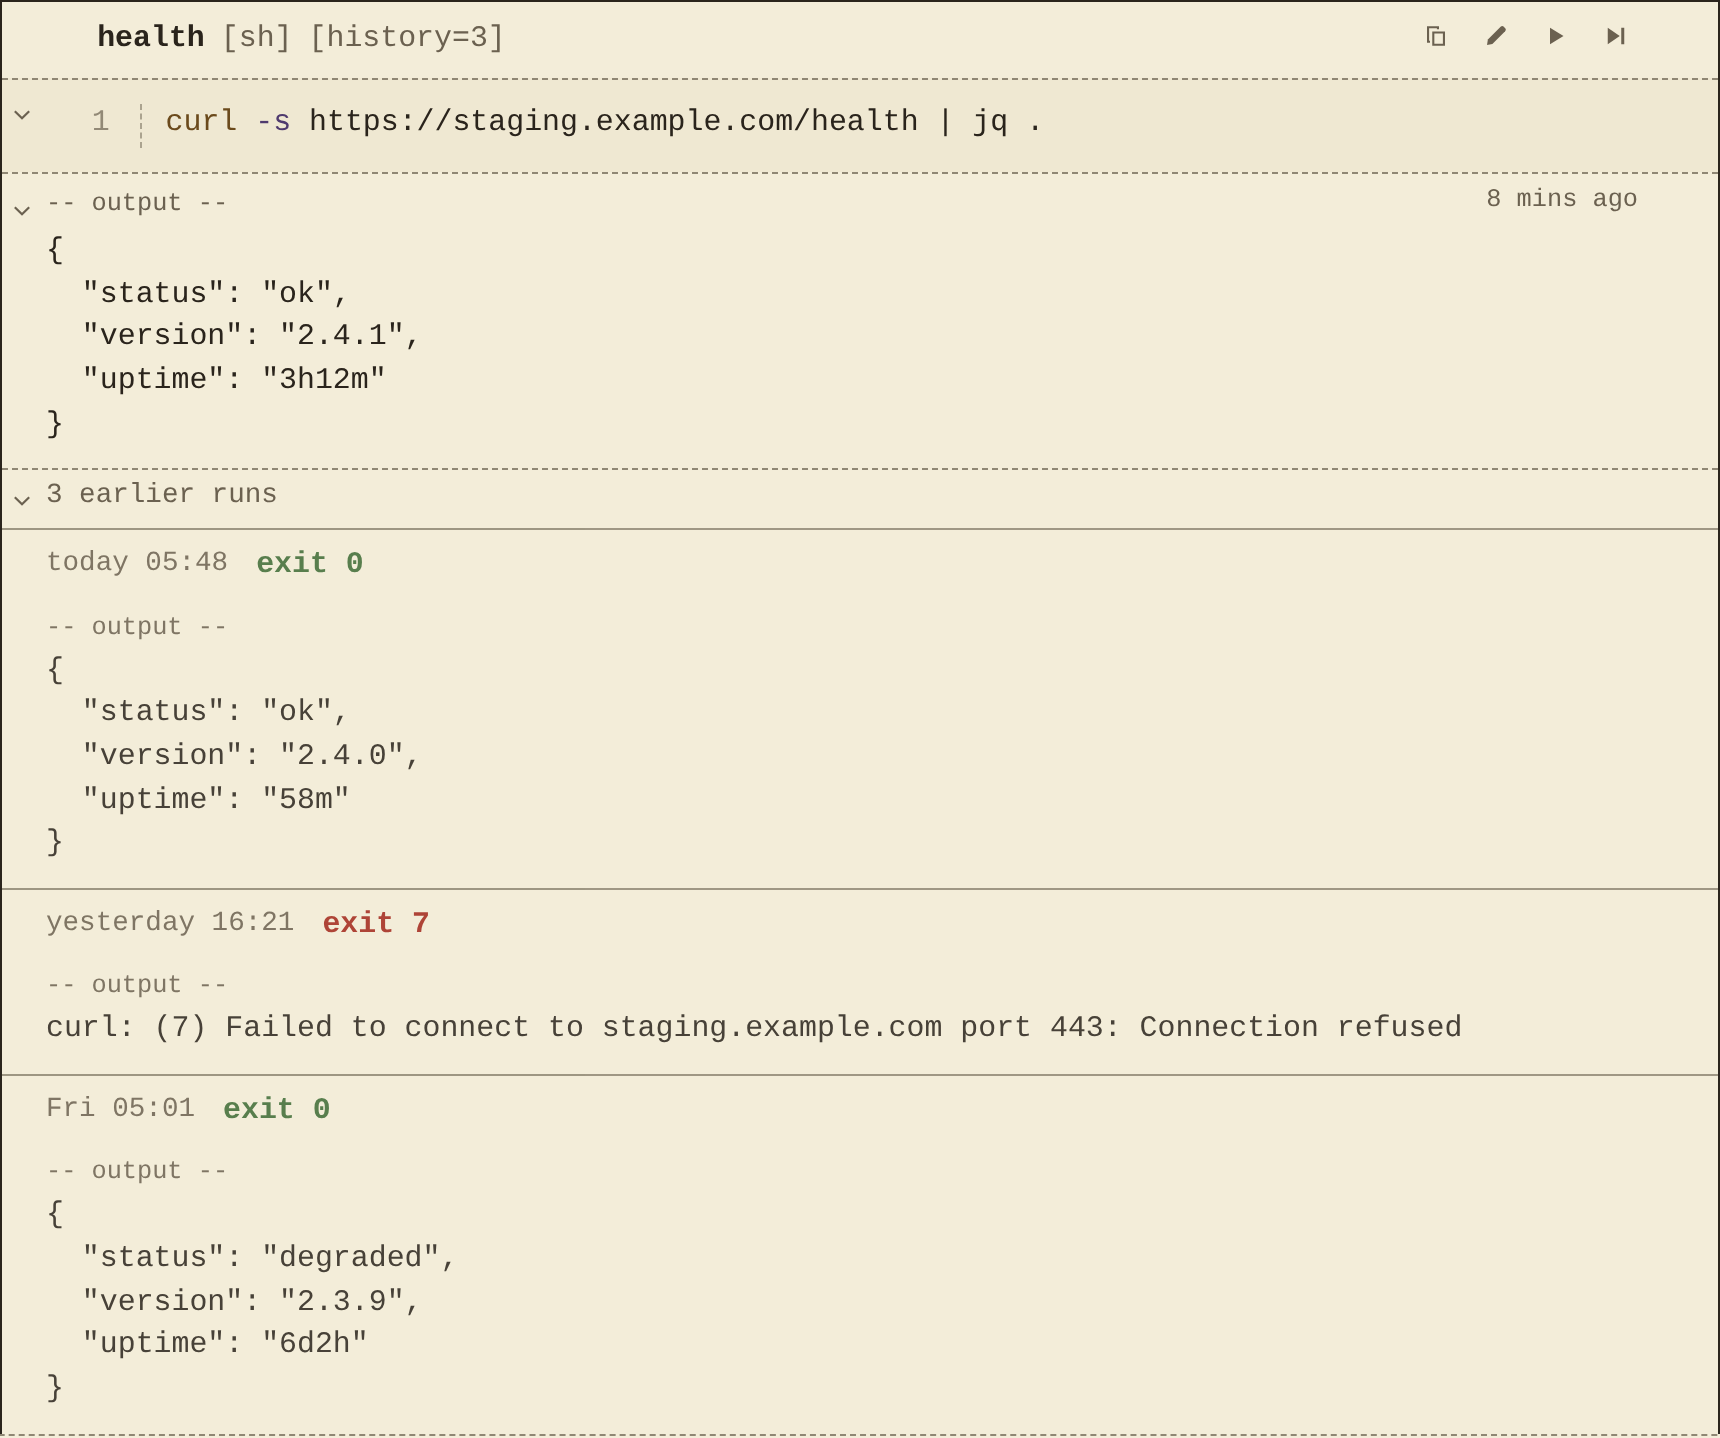 health [sh] [history=3]
1 curl -s https://staging.example.com/health | jq .
-- output --
8 mins ago
{
  "status": "ok",
  "version": "2.4.1",
  "uptime": "3h12m"
}
3 earlier runs
today 05:48 exit 0
-- output --
{
  "status": "ok",
  "version": "2.4.0",
  "uptime": "58m"
}
yesterday 16:21 exit 7
-- output --
curl: (7) Failed to connect to staging.example.com port 443: Connection refused
Fri 05:01 exit 0
-- output --
{
  "status": "degraded",
  "version": "2.3.9",
  "uptime": "6d2h"
}